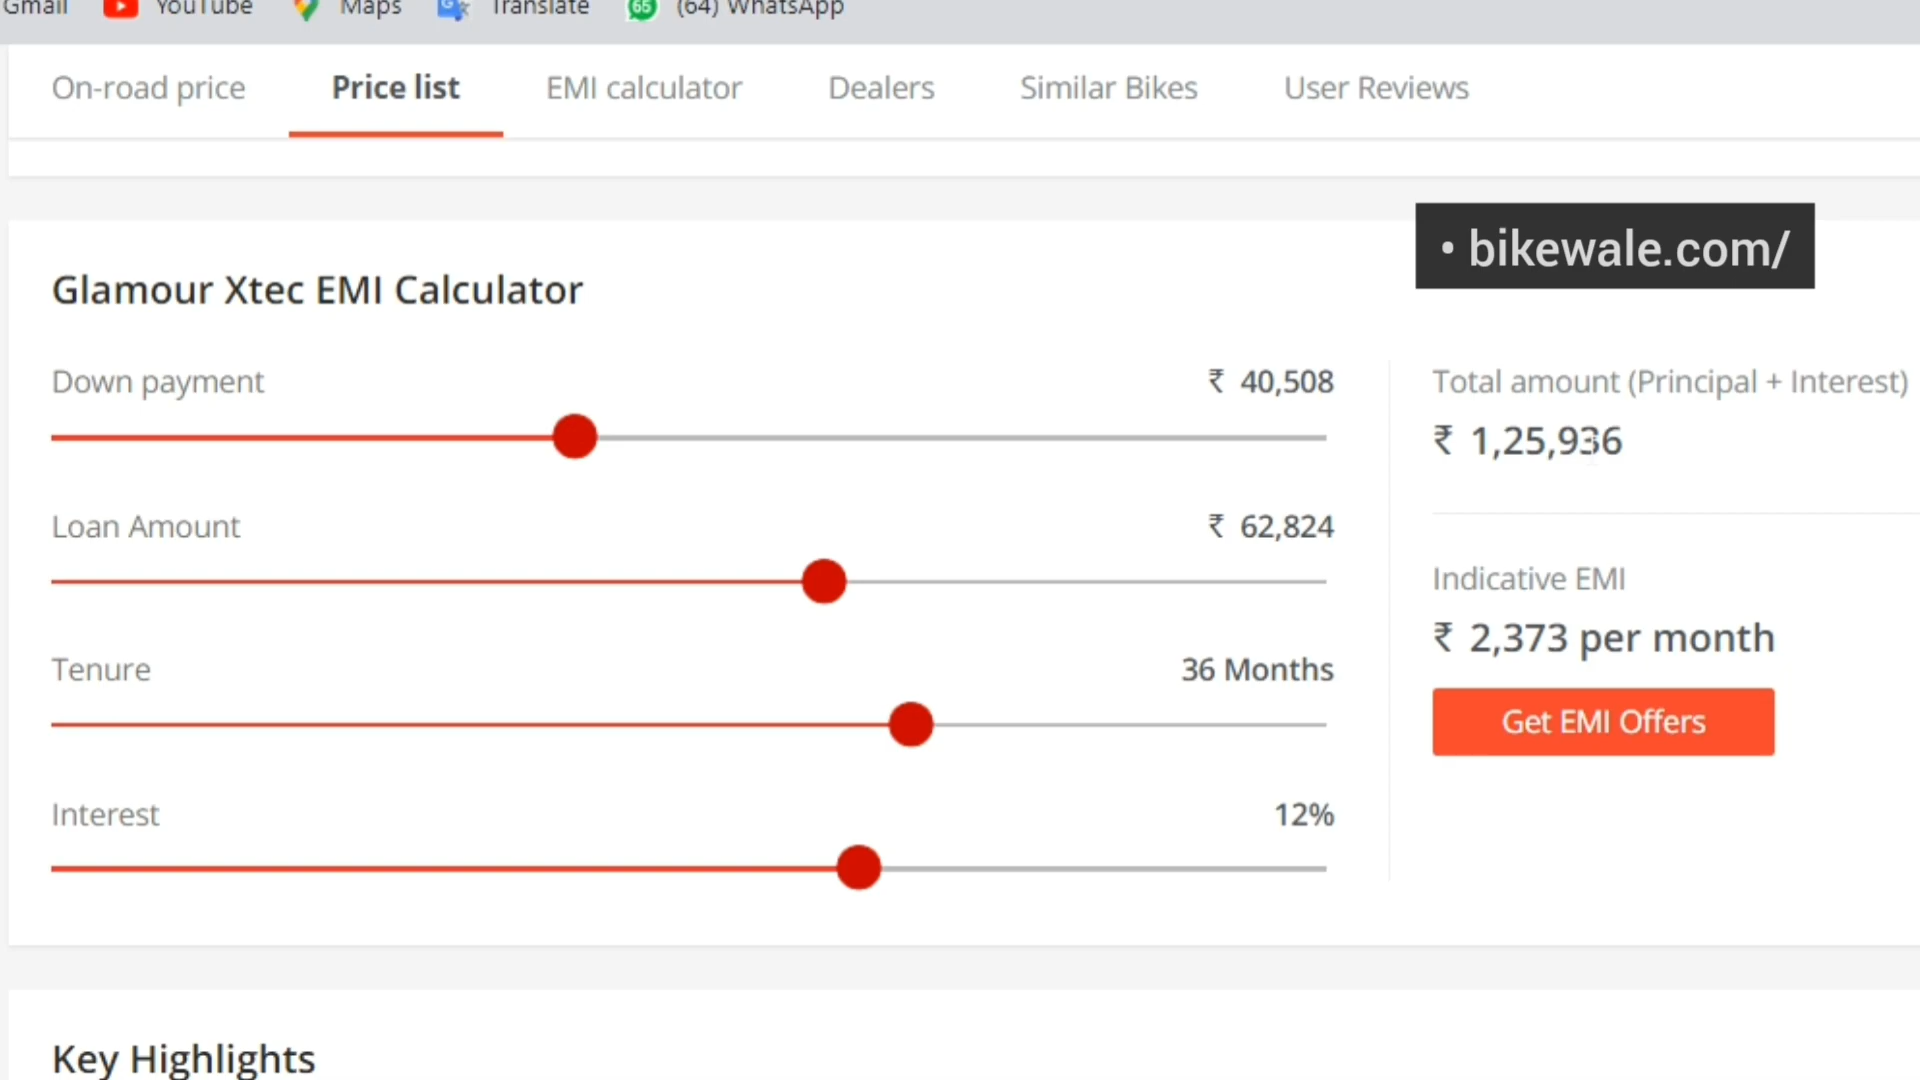 Gmail YouTube Maps Translate 65 (64) WhatsApp
On-road price Price list EMI calculator Dealers Similar Bikes User Reviews
• bikewale.com/
Glamour Xtec EMI Calculator
Down payment ₹ 40,508
Total amount (Principal + Interest)
₹ 1,25,936
Loan Amount ₹ 62,824
Indicative EMI
₹ 2,373 per month
Tenure 36 Months
Get EMI Offers
Interest 12%
Key Highlights